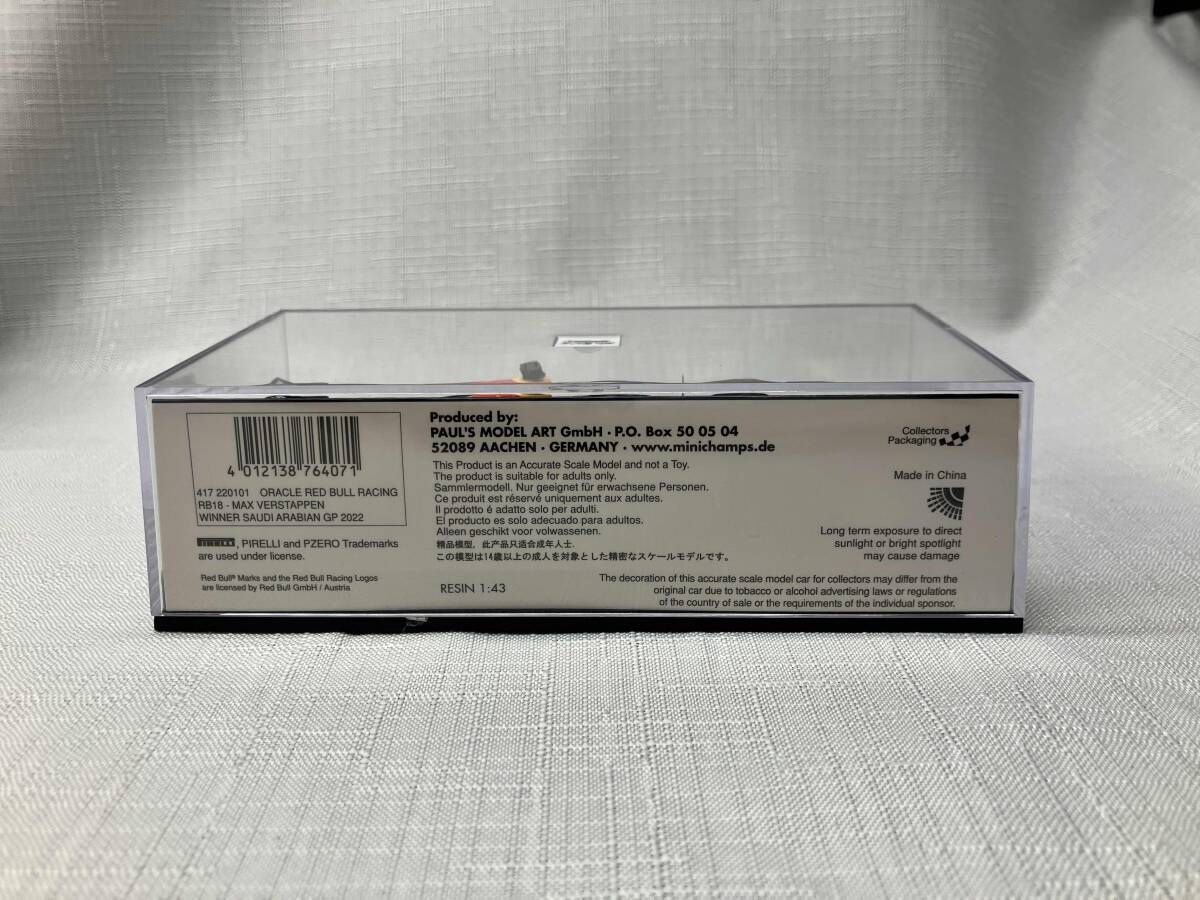 4 012138 764071
417 220101 ORACLE RED BULL RACING
RB18 - MAX VERSTAPPEN
WINNER SAUDI ARABIAN GP 2022
, PIRELLI and PZERO Trademarks
are used under license.
Red Bull® Marks and the Red Bull Racing Logos
are licensed by Red Bull GmbH / Austria
Produced by:
PAUL'S MODEL ART GmbH · P.O. Box 50 05 04
52089 AACHEN · GERMANY · www.minichamps.de
This Product is an Accurate Scale Model and not a Toy.
The product is suitable for adults only.
Sammlermodell. Nur geeignet für erwachsene Personen.
Ce produit est réservé uniquement aux adultes.
Il prodotto é adatto solo per adulti.
El producto es solo adecuado para adultos.
Alleen geschikt voor volwassenen.
精品模型，此产品只适合成年人士.
この模型は14歳以上の成人を対象とした精密なスケールモデルです。
RESIN 1:43
Collectors
Packaging
Made in China
Long term exposure to direct
sunlight or bright spotlight
may cause damage
The decoration of this accurate scale model car for collectors may differ from the
original car due to tobacco or alcohol advertising laws or regulations
of the country of sale or the requirements of the individual sponsor.